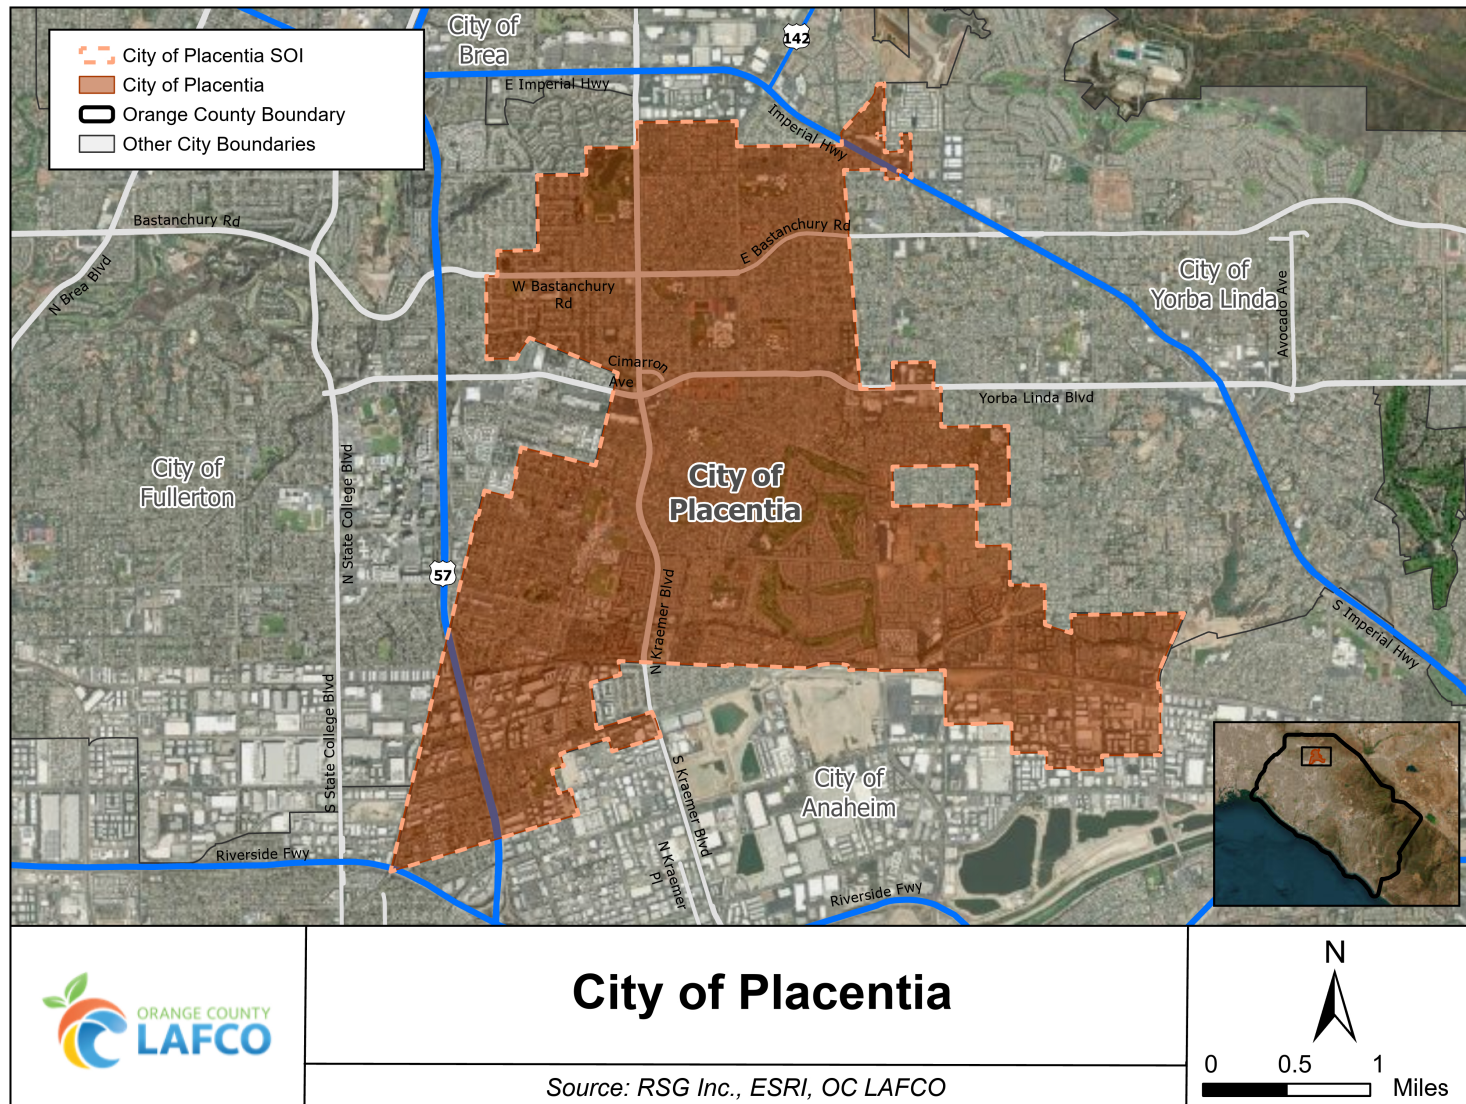 City of Placentia SOI
City of Placentia
Orange County Boundary
Other City Boundaries
City of
Brea
142
E Imperial Hwy
Imperial Hwy
Bastanchury Rd
E Bastanchury Rd
N Brea Blvd
W Bastanchury
Rd
City of
Yorba Linda
Avocado Ave
Cimarron
Ave
Yorba Linda Blvd
City of
Fullerton
N State College Blvd
City of
Placentia
57
N Kraemer Blvd
S Imperial Hwy
S State College Blvd
S Kraemer Blvd
City of
Anaheim
Riverside Fwy
N Kraemer
Pl
Riverside Fwy
ORANGE COUNTY
LAFCO
City of Placentia
Source: RSG Inc., ESRI, OC LAFCO
N
0 0.5 1
Miles